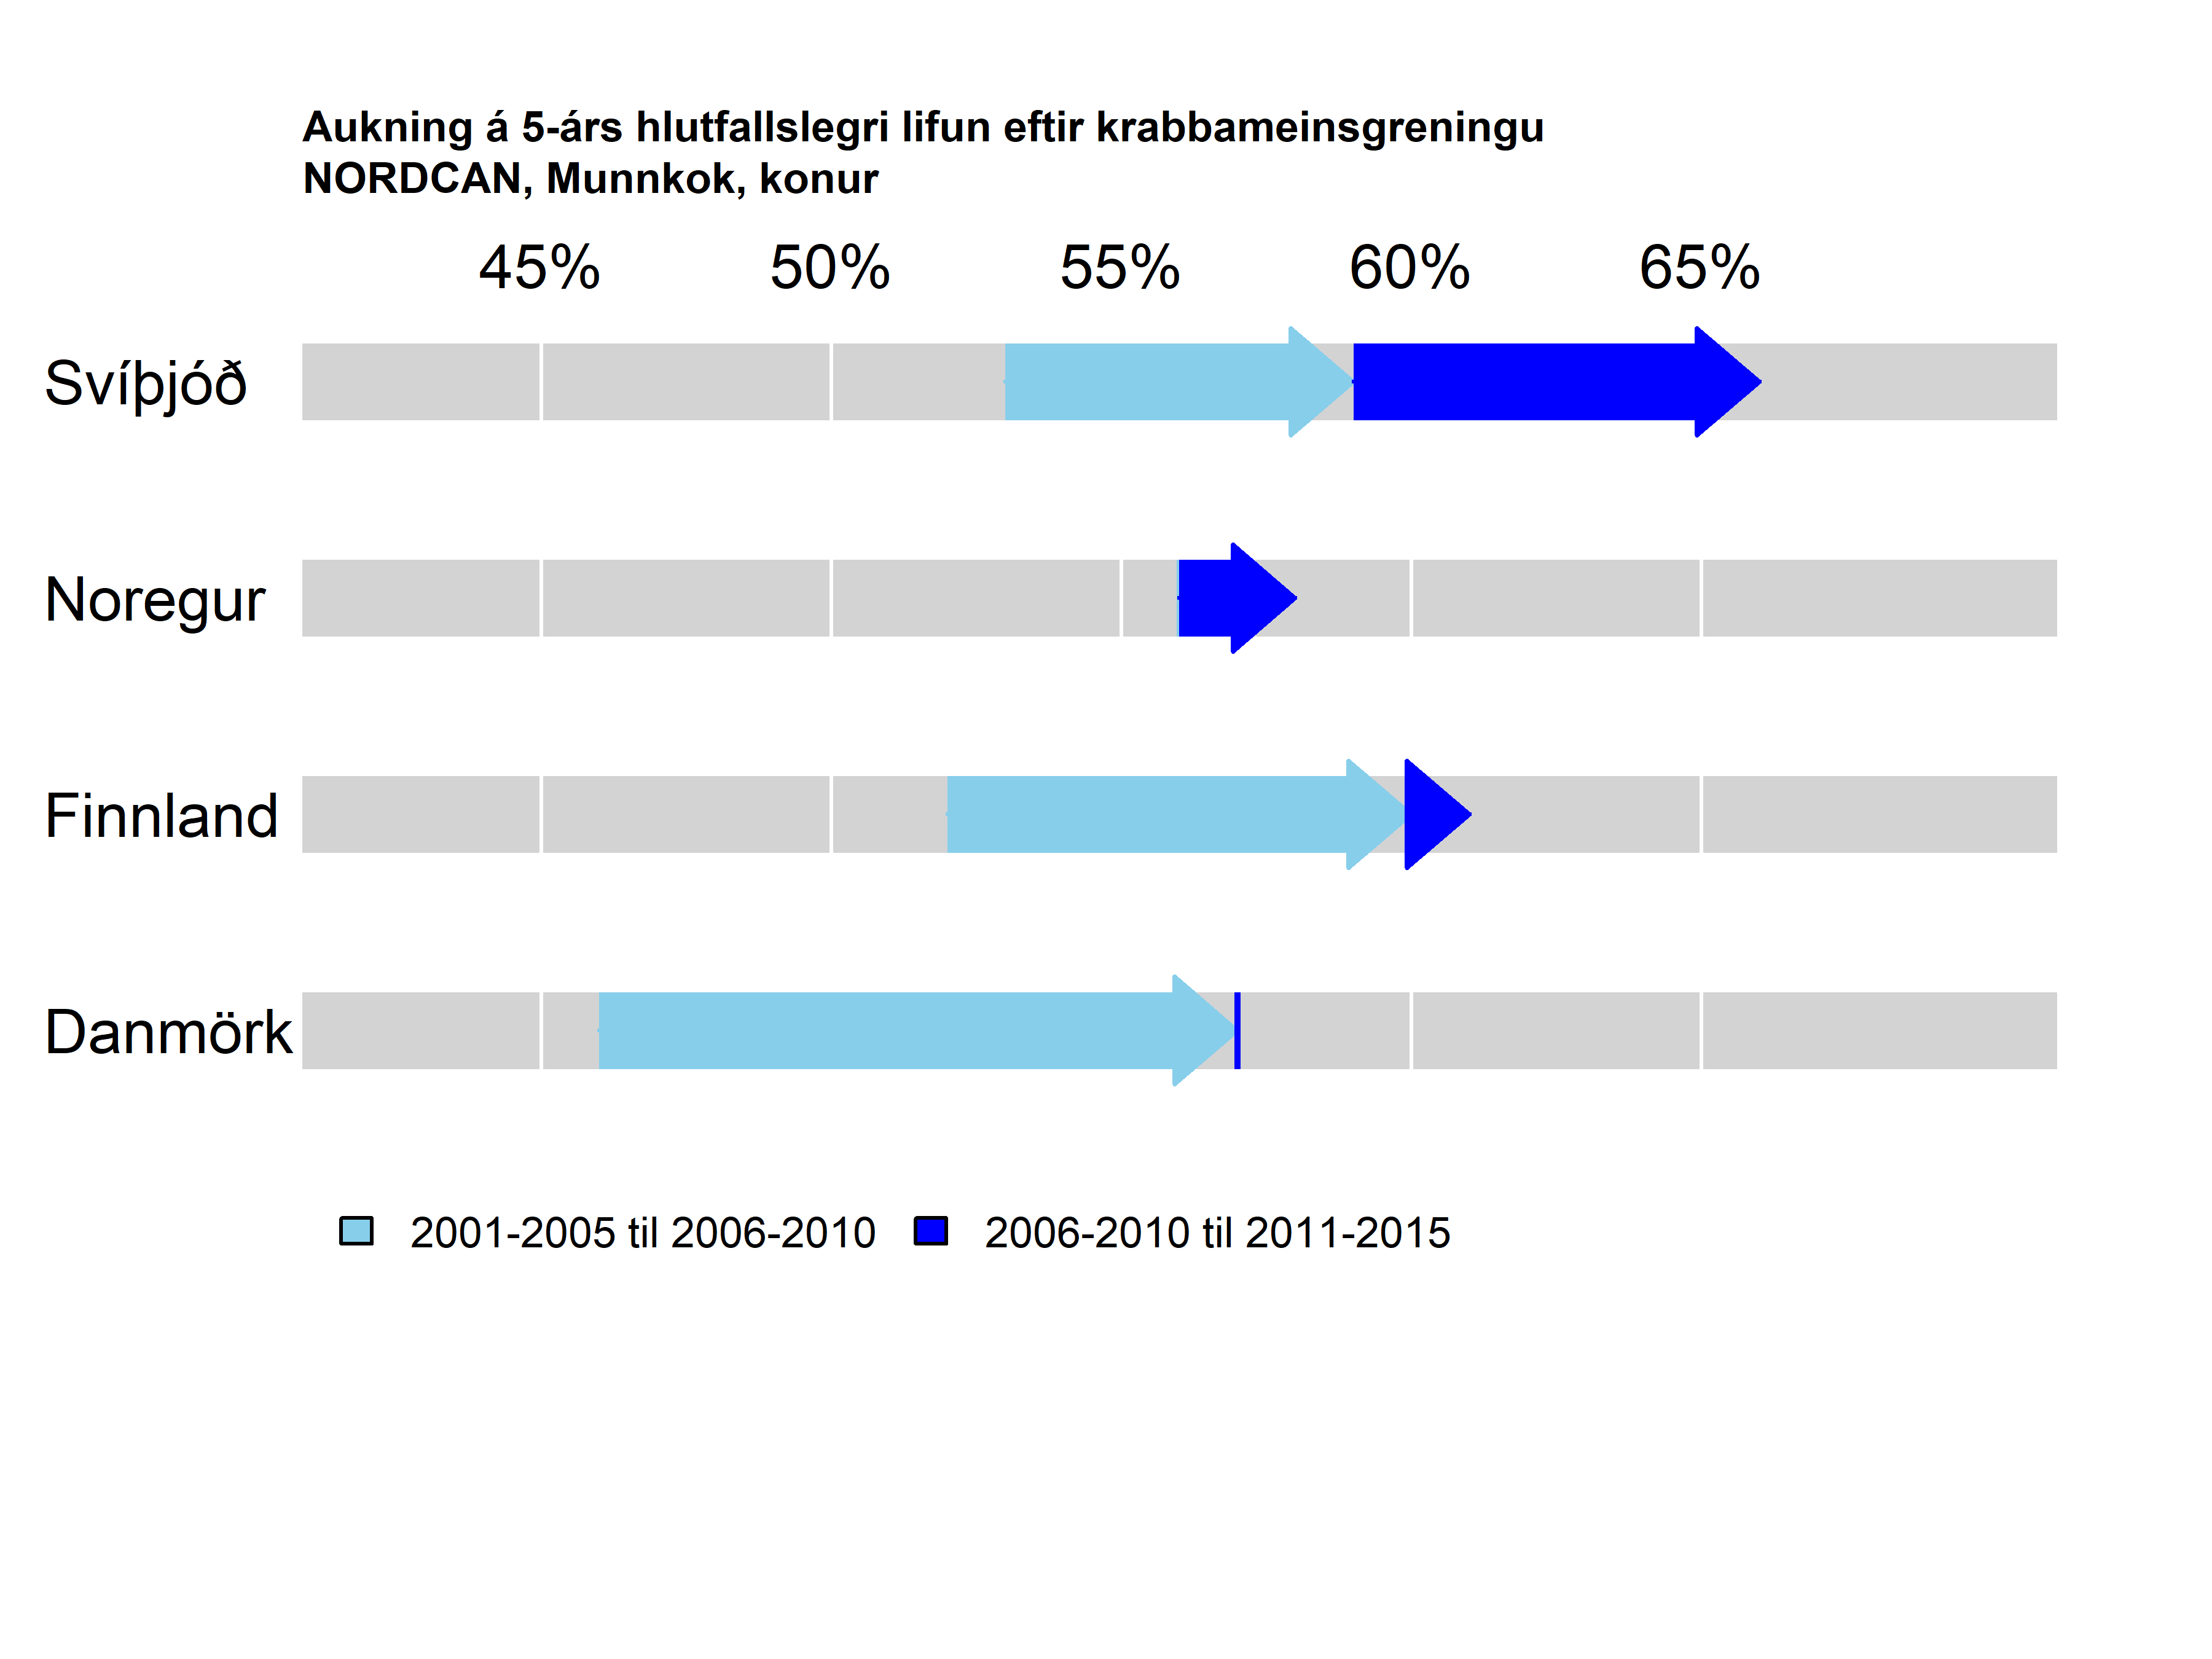 Aukning á 5-árs hlutfallslegri lifun eftir krabbameinsgreningu
NORDCAN, Munnkok, konur
45% 50% 55% 60% 65%
Svíþjóð
Noregur
Finnland
Danmörk
2001-2005 til 2006-2010 2006-2010 til 2011-2015